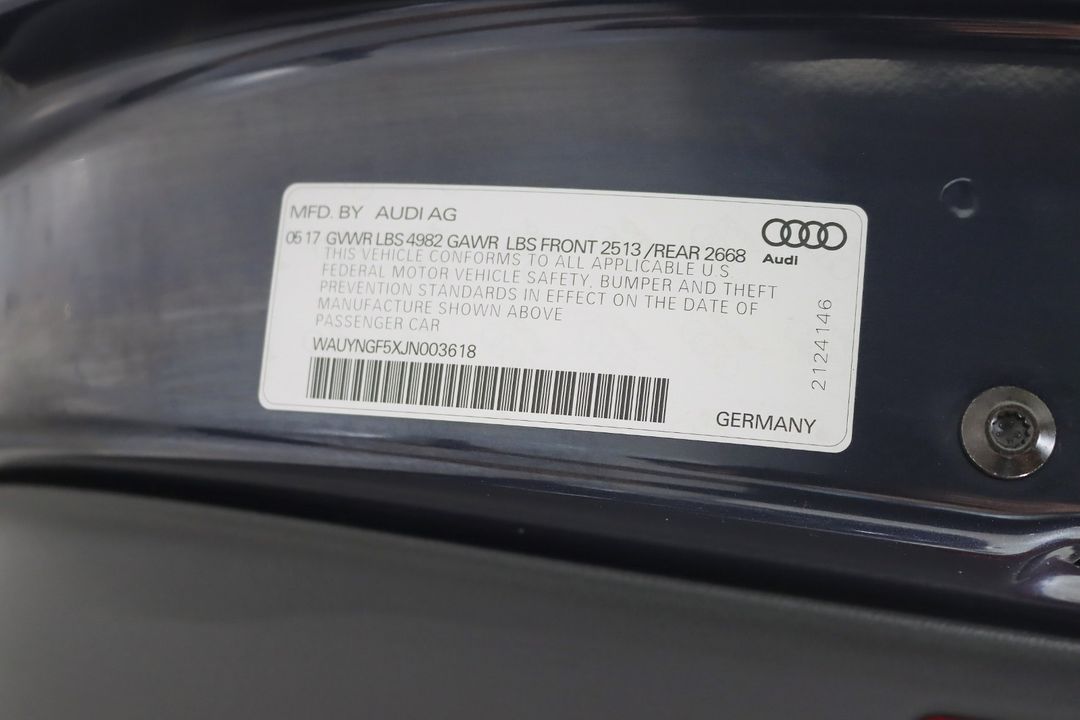 MFD. BY AUDI AG
05 17 GVWR LBS 4982 GAWR LBS FRONT 2513 /REAR 2668
Audi
THIS VEHICLE CONFORMS TO ALL APPLICABLE U.S
FEDERAL MOTOR VEHICLE SAFETY, BUMPER AND THEFT
PREVENTION STANDARDS IN EFFECT ON THE DATE OF
MANUFACTURE SHOWN ABOVE
PASSENGER CAR
WAUYNGF5XJN003618
GERMANY
2124146